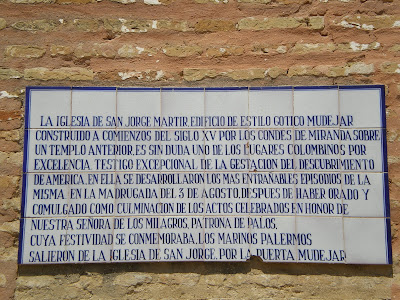 LA IGLESIA DE SAN JORGE MARTIR, EDIFICIO DE ESTILO GOTICO MUDEJAR
CONSTRUIDO A COMIENZOS DEL SIGLO XV POR LOS CONDES DE MIRANDA SOBRE
UN TEMPLO ANTERIOR, ES SIN DUDA UNO DE LOS LUGARES COLOMBINOS POR
EXCELENCIA TESTIGO EXCEPCIONAL DE LA GESTACION DEL DESCUBRIMIENTO
DE AMERICA, EN ELLA SE DESARROLLARON LOS MAS ENTRAÑABLES EPISODIOS DE LA
MISMA EN LA MADRUGADA DEL 3 DE AGOSTO, DESPUES DE HABER ORADO Y
COMULGADO COMO CULMINACION DE LOS ACTOS CELEBRADOS EN HONOR DE
NUESTRA SEÑORA DE LOS MILAGROS, PATRONA DE PALOS,
CUYA FESTIVIDAD SE CONMEMORABA, LOS MARINOS PALERMOS
SALIERON DE LA IGLESIA DE SAN JORGE, POR LA PUERTA MUDEJAR